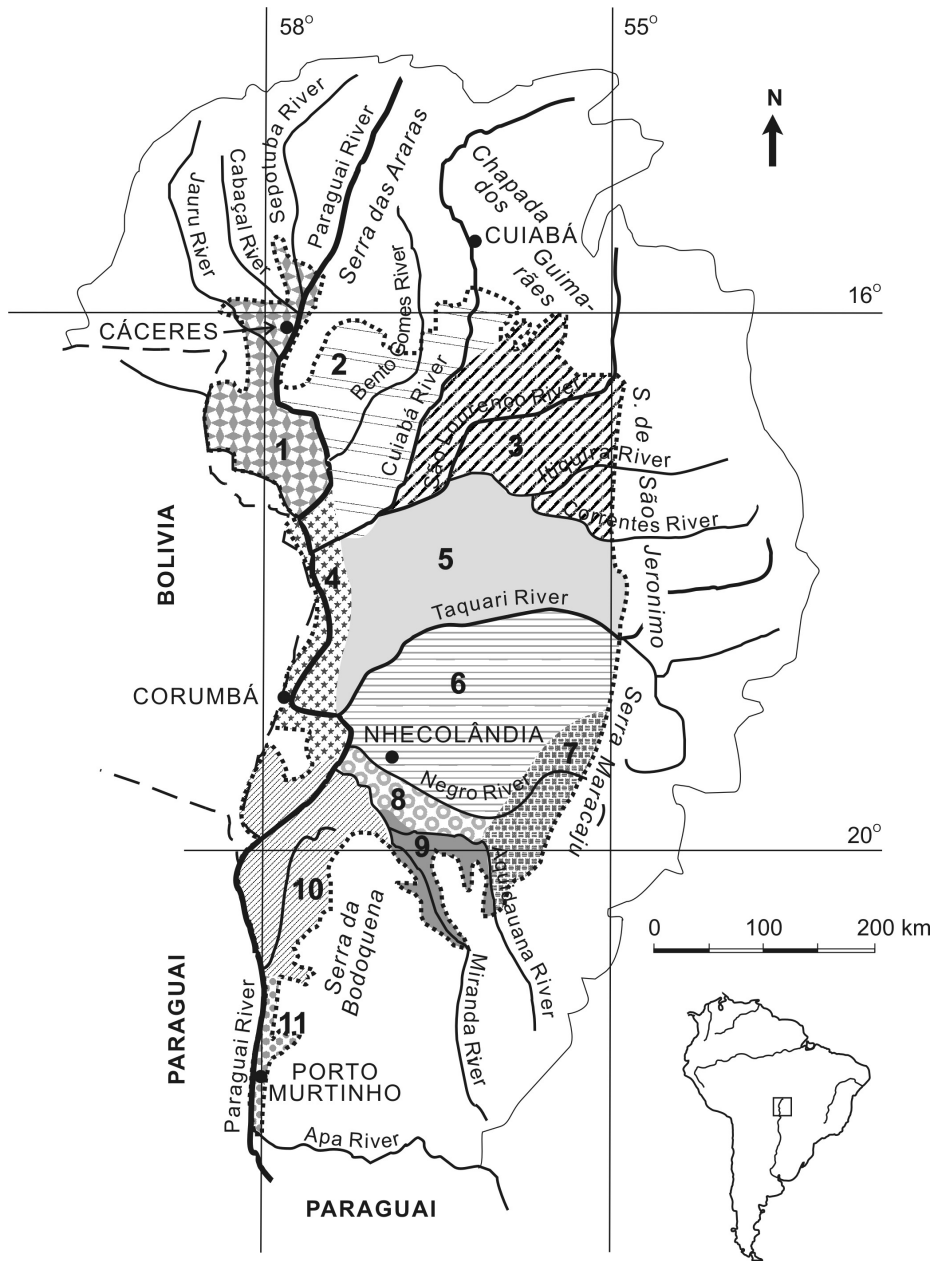 58°
55°
N
Jauru River
Cabaçal River
Sepotuba River
Paraguai River
Serra das Araras
Chapada
dos
Guima-
rães
CUIABÁ
16°
CÁCERES
2
Bento Gomes River
Cuiabá River
São Lourenço River
3
S. de São Jeronimo
1
Itiquira River
Correntes River
BOLIVIA
4
5
Taquari River
6
CORUMBÁ
NHECOLÂNDIA
7
Serra Maracaju
8
Negro River
9
20°
10
Aquidauana River
Serra da
Bodoquena
0 100 200 km
Miranda River
PARAGUAI
Paraguai River
11
PORTO
MURTINHO
Apa River
PARAGUAI